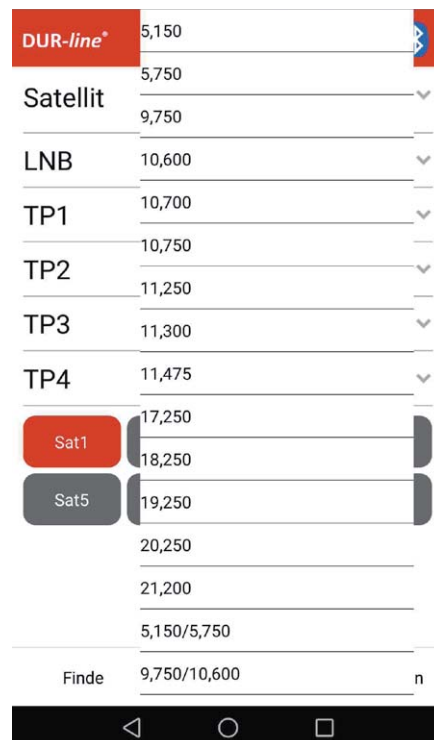 DUR-line®
5,150
5,750
Satellit
9,750
LNB
10,600
TP1
10,700
10,750
TP2
11,250
TP3
11,300
TP4
11,475
17,250
Sat1
18,250
Sat5
19,250
20,250
21,200
5,150/5,750
Finde
9,750/10,600
n